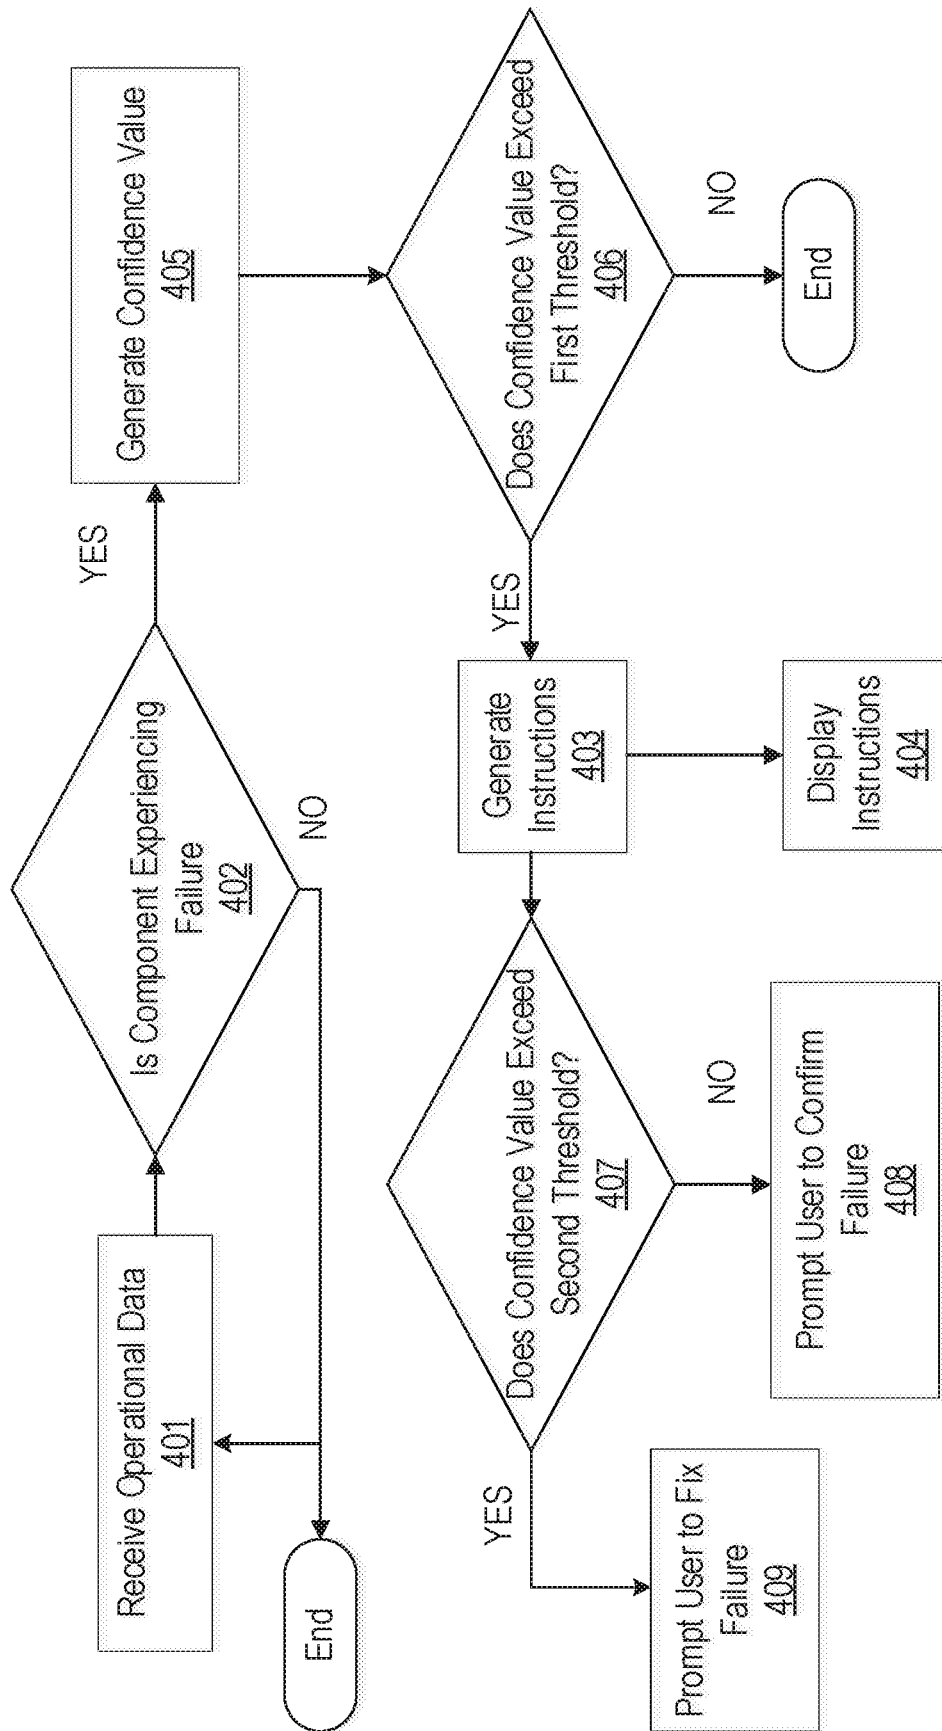 Receive Operational Data
401
End
Is Component Experiencing
Failure
402
NO
YES
Generate Confidence Value
405
Does Confidence Value Exceed
First Threshold?
406
NO
End
YES
Generate
Instructions
403
Display
Instructions
404
Does Confidence Value Exceed
Second Threshold?
407
NO
Prompt User to Confirm
Failure
408
YES
Prompt User to Fix
Failure
409